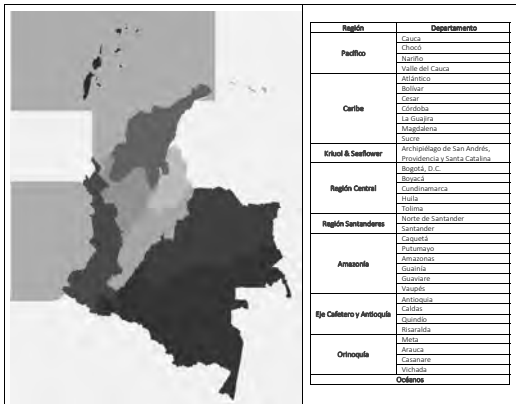 Región Departamento
Pacífico
Cauca
Chocó
Nariño
Valle del Cauca
Caribe
Atlántico
Bolívar
Cesar
Córdoba
La Guajira
Magdalena
Sucre
Kriuol & Seeflower
Archipiélago de San Andrés,
Providencia y Santa Catalina
Región Central
Bogotá, D.C.
Boyacá
Cundinamarca
Huila
Tolima
Región Santanderes
Norte de Santander
Santander
Amazonía
Caquetá
Putumayo
Amazonas
Guainía
Guaviare
Vaupés
Eje Cafetero y Antioquía
Antioquia
Caldas
Quindío
Risaralda
Orinoquía
Meta
Arauca
Casanare
Vichada
Océanos